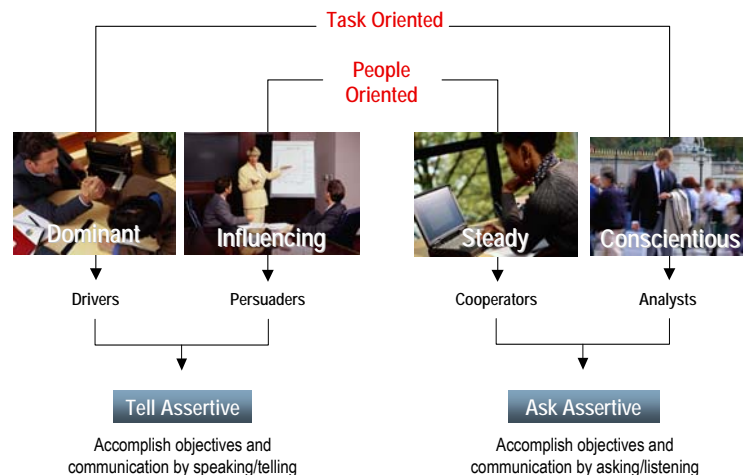 Task Oriented
People
Oriented
Dominant
Influencing
Steady
Conscientious
Drivers
Persuaders
Cooperators
Analysts
Tell Assertive
Ask Assertive
Accomplish objectives and
communication by speaking/telling
Accomplish objectives and
communication by asking/listening